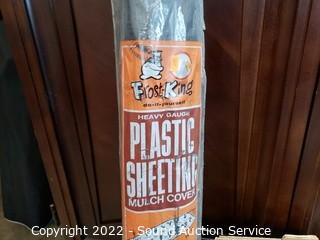 Frost King
do-it-yourself
HEAVY GAUGE
PLASTIC
SHEETING
MULCH COVER
Copyright 2022 - Sound Auction Service